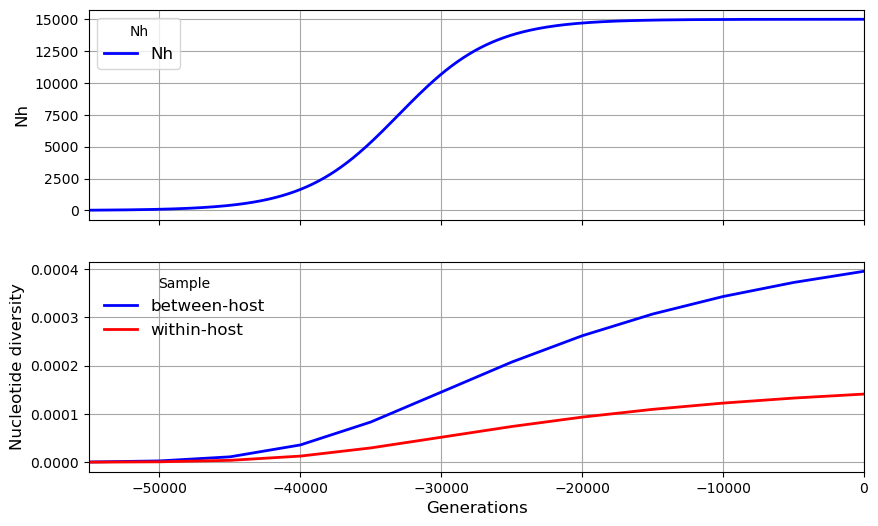 15000
12500
10000
7500
5000
2500
0
Nh
Nh
Nh
0.0004
0.0003
0.0002
0.0001
0.0000
Nucleotide diversity
Sample
between-host
within-host
−50000 −40000 −30000 −20000 −10000 0
Generations